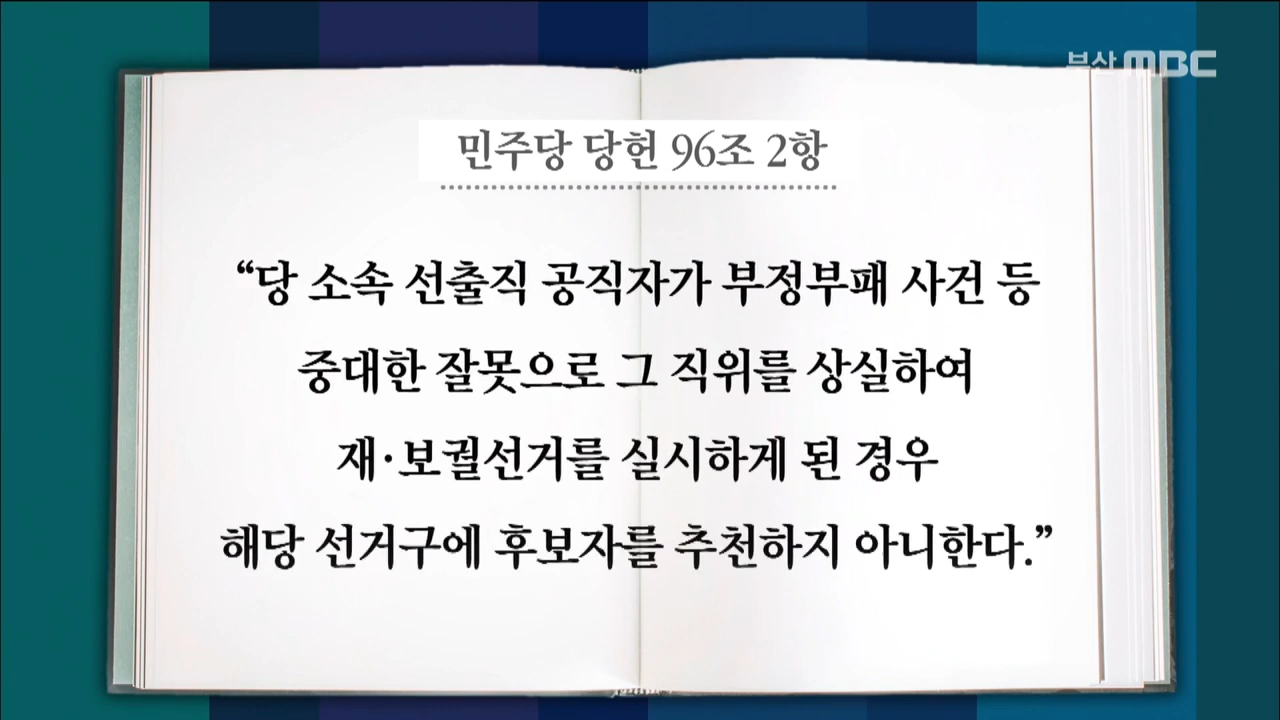 부산 MBC
민주당 당헌 96조 2항
“당 소속 선출직 공직자가 부정부패 사건 등
중대한 잘못으로 그 직위를 상실하여
재·보궐선거를 실시하게 된 경우
해당 선거구에 후보자를 추천하지 아니한다.”